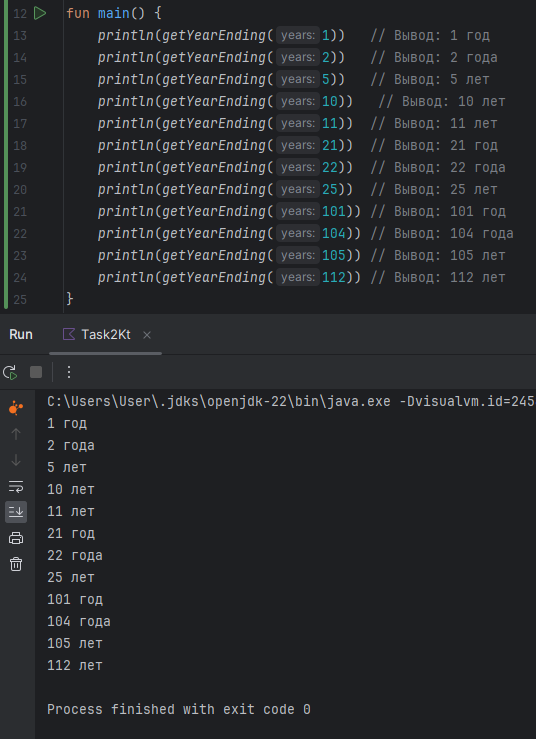 12 fun main() {
13 println(getYearEnding( years: 1)) // Вывод: 1 год
14 println(getYearEnding( years: 2)) // Вывод: 2 года
15 println(getYearEnding( years: 5)) // Вывод: 5 лет
16 println(getYearEnding( years: 10)) // Вывод: 10 лет
17 println(getYearEnding( years: 11)) // Вывод: 11 лет
18 println(getYearEnding( years: 21)) // Вывод: 21 год
19 println(getYearEnding( years: 22)) // Вывод: 22 года
20 println(getYearEnding( years: 25)) // Вывод: 25 лет
21 println(getYearEnding( years: 101)) // Вывод: 101 год
22 println(getYearEnding( years: 104)) // Вывод: 104 года
23 println(getYearEnding( years: 105)) // Вывод: 105 лет
24 println(getYearEnding( years: 112)) // Вывод: 112 лет
25 }
Run Task2Kt ×
C:\Users\User\.jdks\openjdk-22\bin\java.exe -Dvisualvm.id=245
1 год
2 года
5 лет
10 лет
11 лет
21 год
22 года
25 лет
101 год
104 года
105 лет
112 лет
Process finished with exit code 0